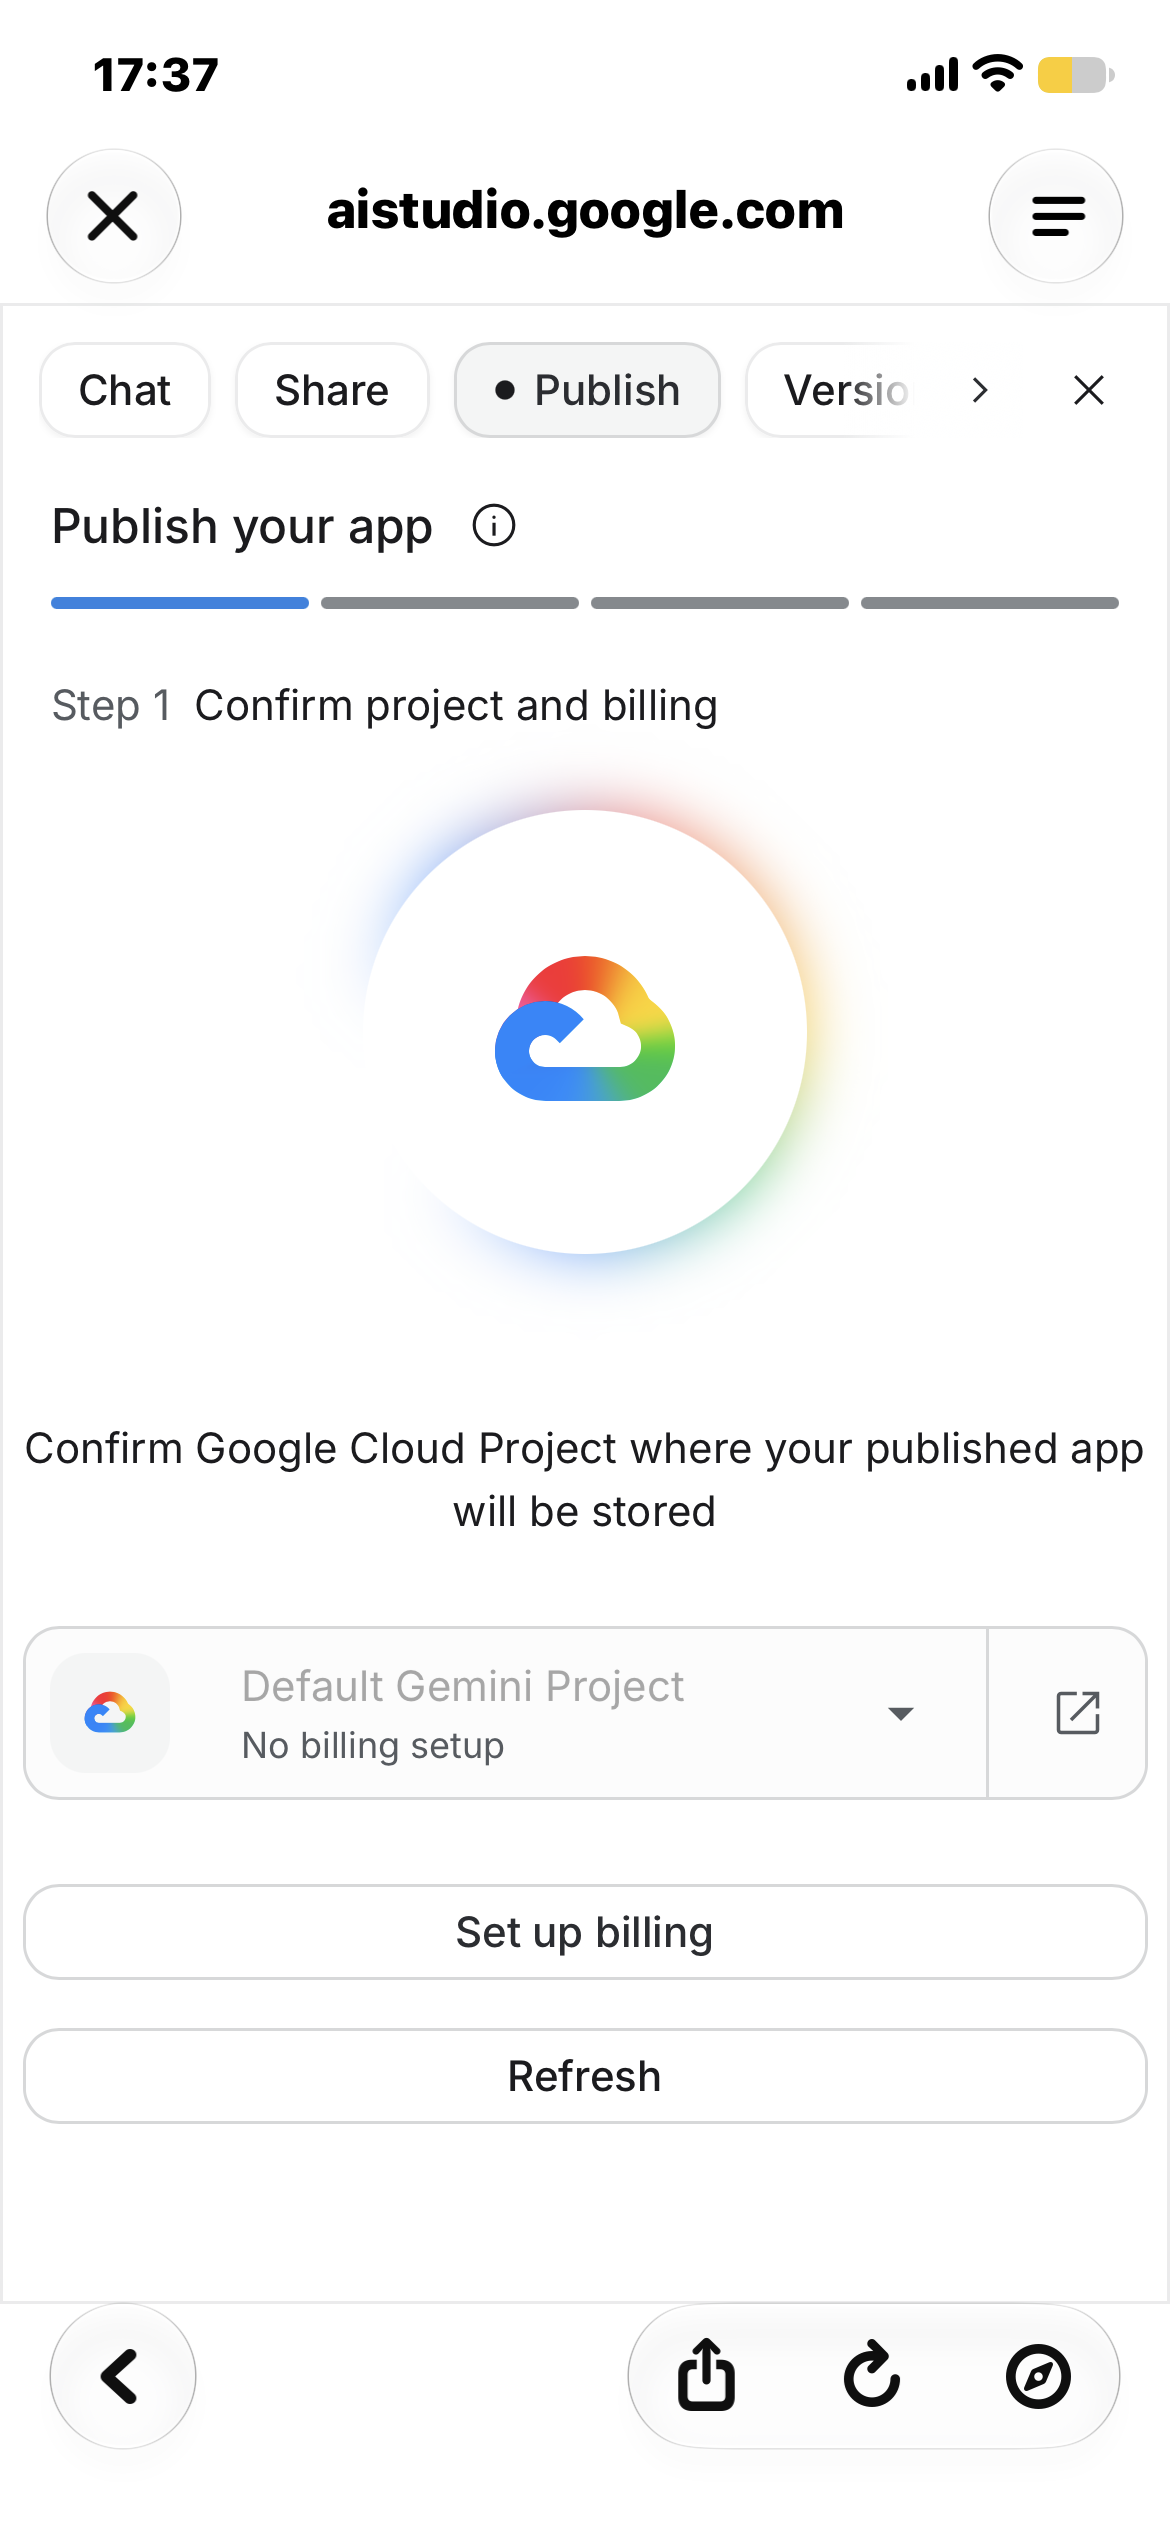 17:37
aistudio.google.com
Chat
Share
Publish
Versio
Publish your app
Step 1 Confirm project and billing
Confirm Google Cloud Project where your published app
will be stored
Default Gemini Project
No billing setup
Set up billing
Refresh